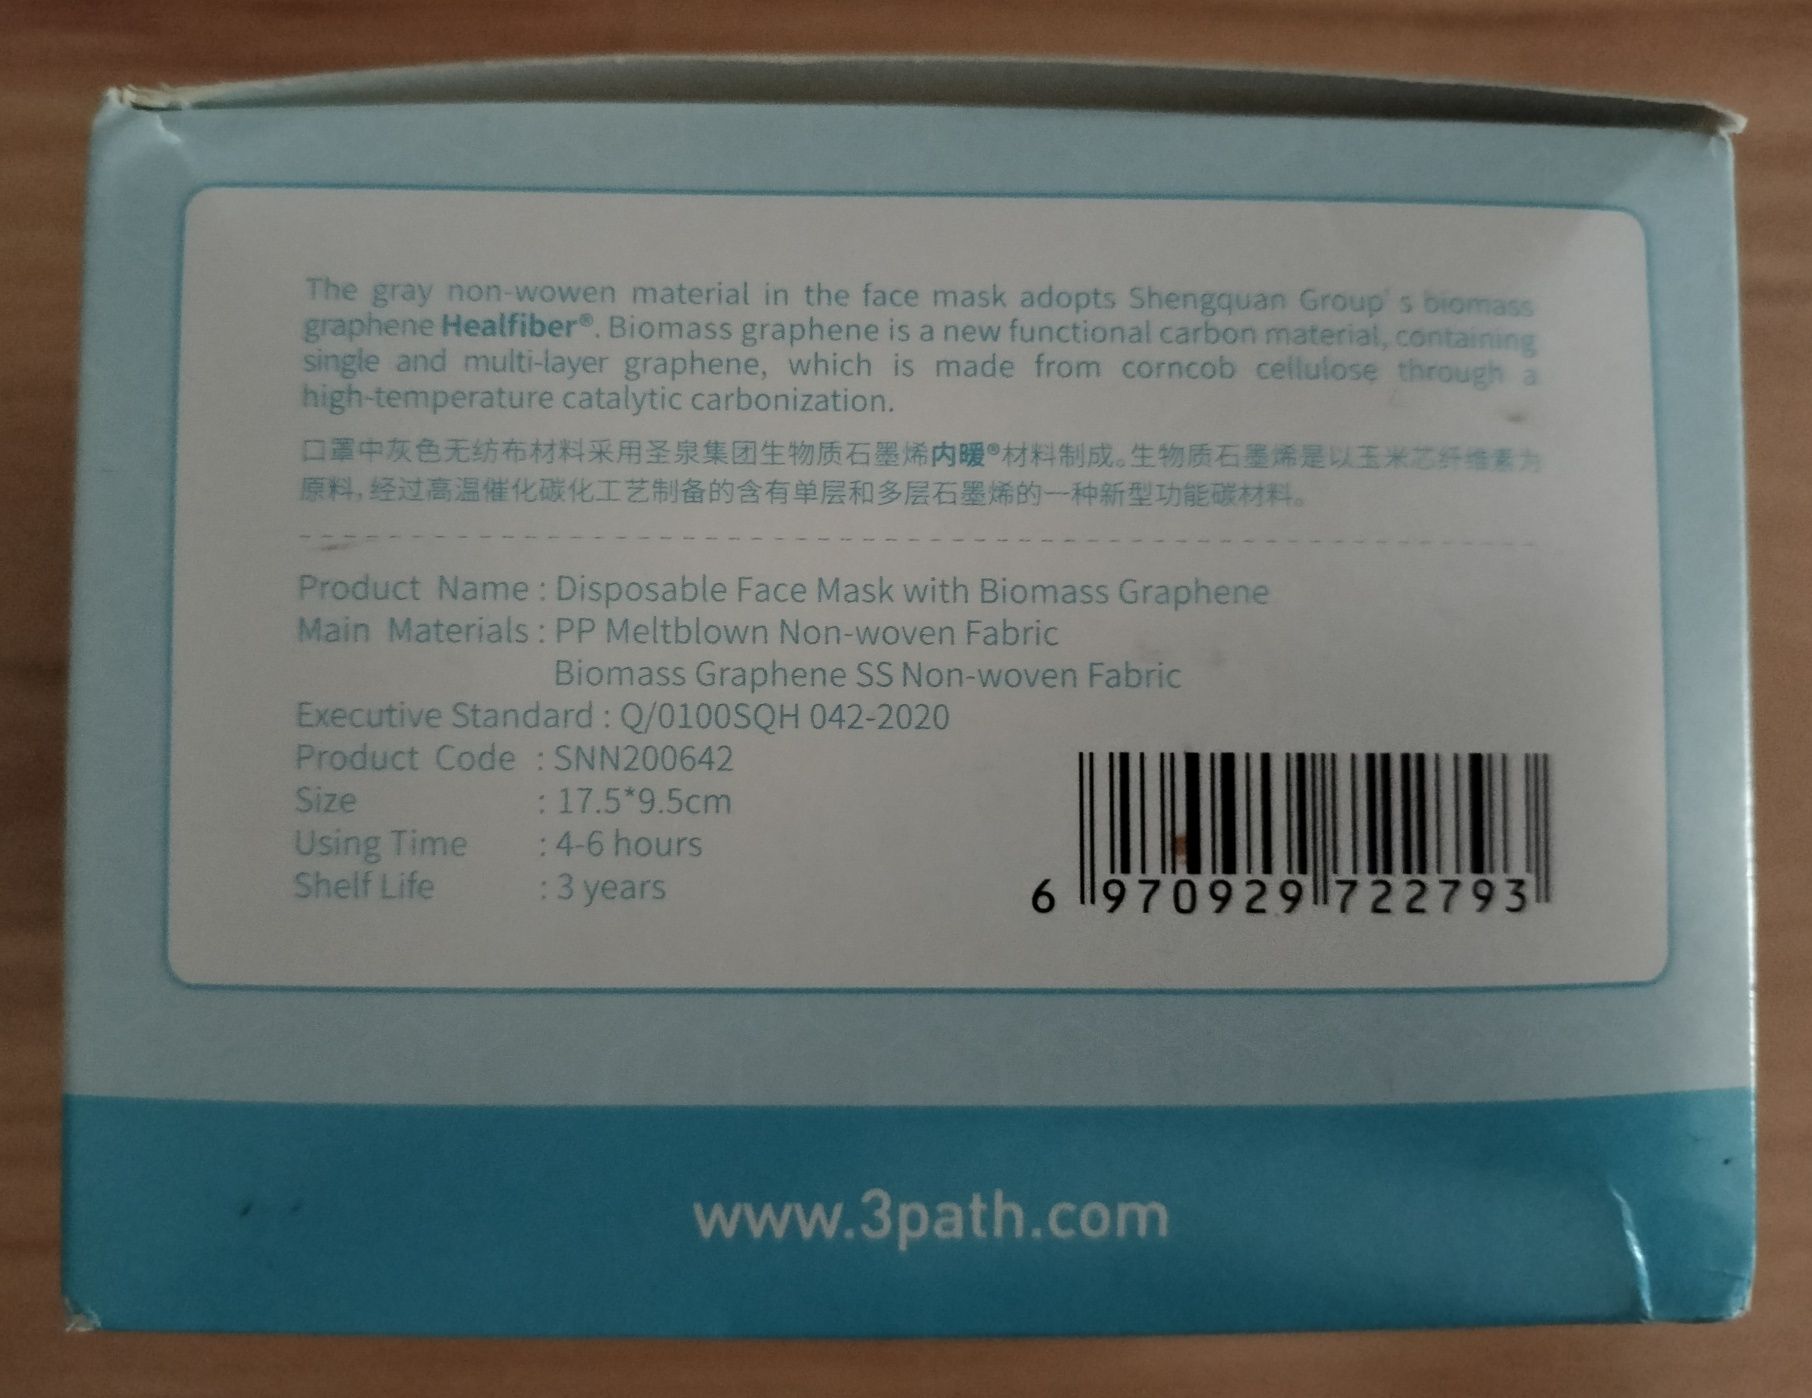 The gray non-wowen material in the face mask adopts Shengquan Group's biomass
graphene Healfiber®. Biomass graphene is a new functional carbon material, containing
single and multi-layer graphene, which is made from corncob cellulose through a
high-temperature catalytic carbonization.
口罩中灰色无纺布材料采用圣泉集团生物质石墨烯内暖®材料制成。生物质石墨烯是以玉米芯纤维素为
原料,经过高温催化碳化工艺制备的含有单层和多层石墨烯的一种新型功能碳材料。
Product Name : Disposable Face Mask with Biomass Graphene
Main Materials : PP Meltblown Non-woven Fabric
Biomass Graphene SS Non-woven Fabric
Executive Standard : Q/0100SQH 042-2020
Product Code : SNN200642
Size : 17.5*9.5cm
Using Time : 4-6 hours
Shelf Life : 3 years
6 970929 722793
www.3path.com